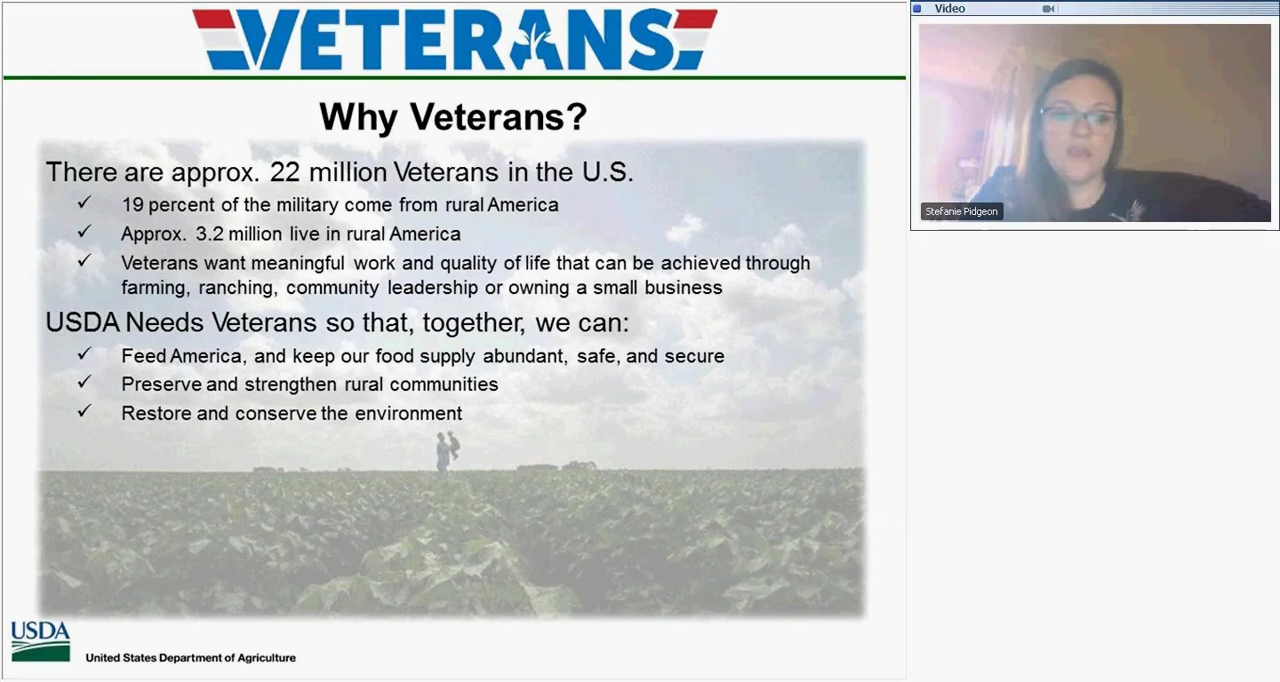 VETERANS
Video
Why Veterans?
There are approx. 22 million Veterans in the U.S.
✓ 19 percent of the military come from rural America
✓ Approx. 3.2 million live in rural America
✓ Veterans want meaningful work and quality of life that can be achieved through
farming, ranching, community leadership or owning a small business
USDA Needs Veterans so that, together, we can:
✓ Feed America, and keep our food supply abundant, safe, and secure
✓ Preserve and strengthen rural communities
✓ Restore and conserve the environment
USDA
United States Department of Agriculture
Stefanie Pidgeon